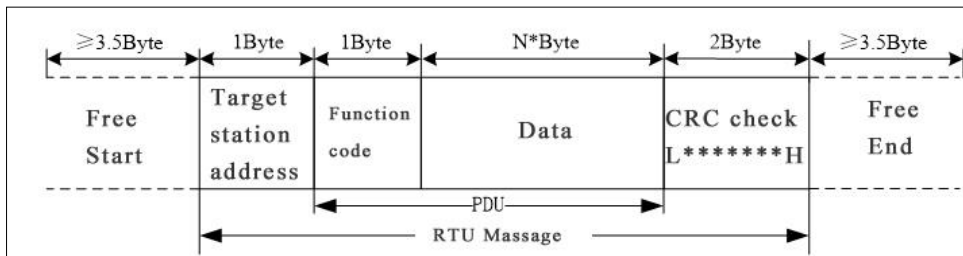 ≥3.5Byte 1Byte 1Byte N*Byte 2Byte ≥3.5Byte
Free
Start
Target
station
address
Function
code
Data
CRC check
L*******H
Free
End
PDU
RTU Massage